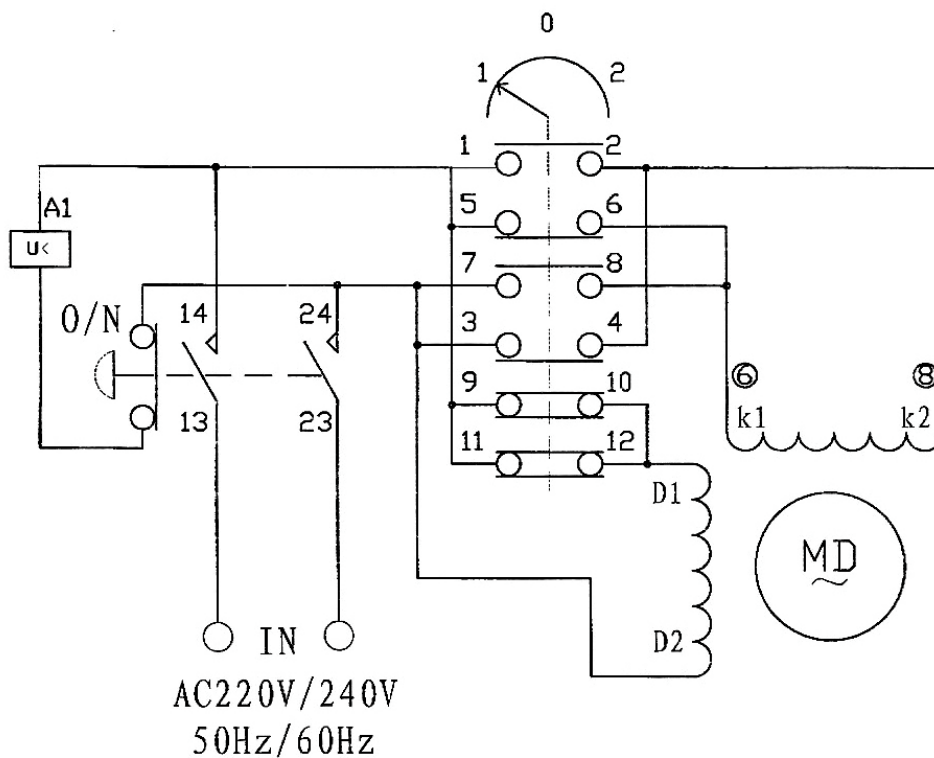 0
1 2
1 2
A1
5 6
U<
7 8
O/N 14 24
3 4
9 10
⑥ ⑧
13 23
k1 k2
11 12
D1
MD
~
D2
IN
AC220V/240V
50Hz/60Hz